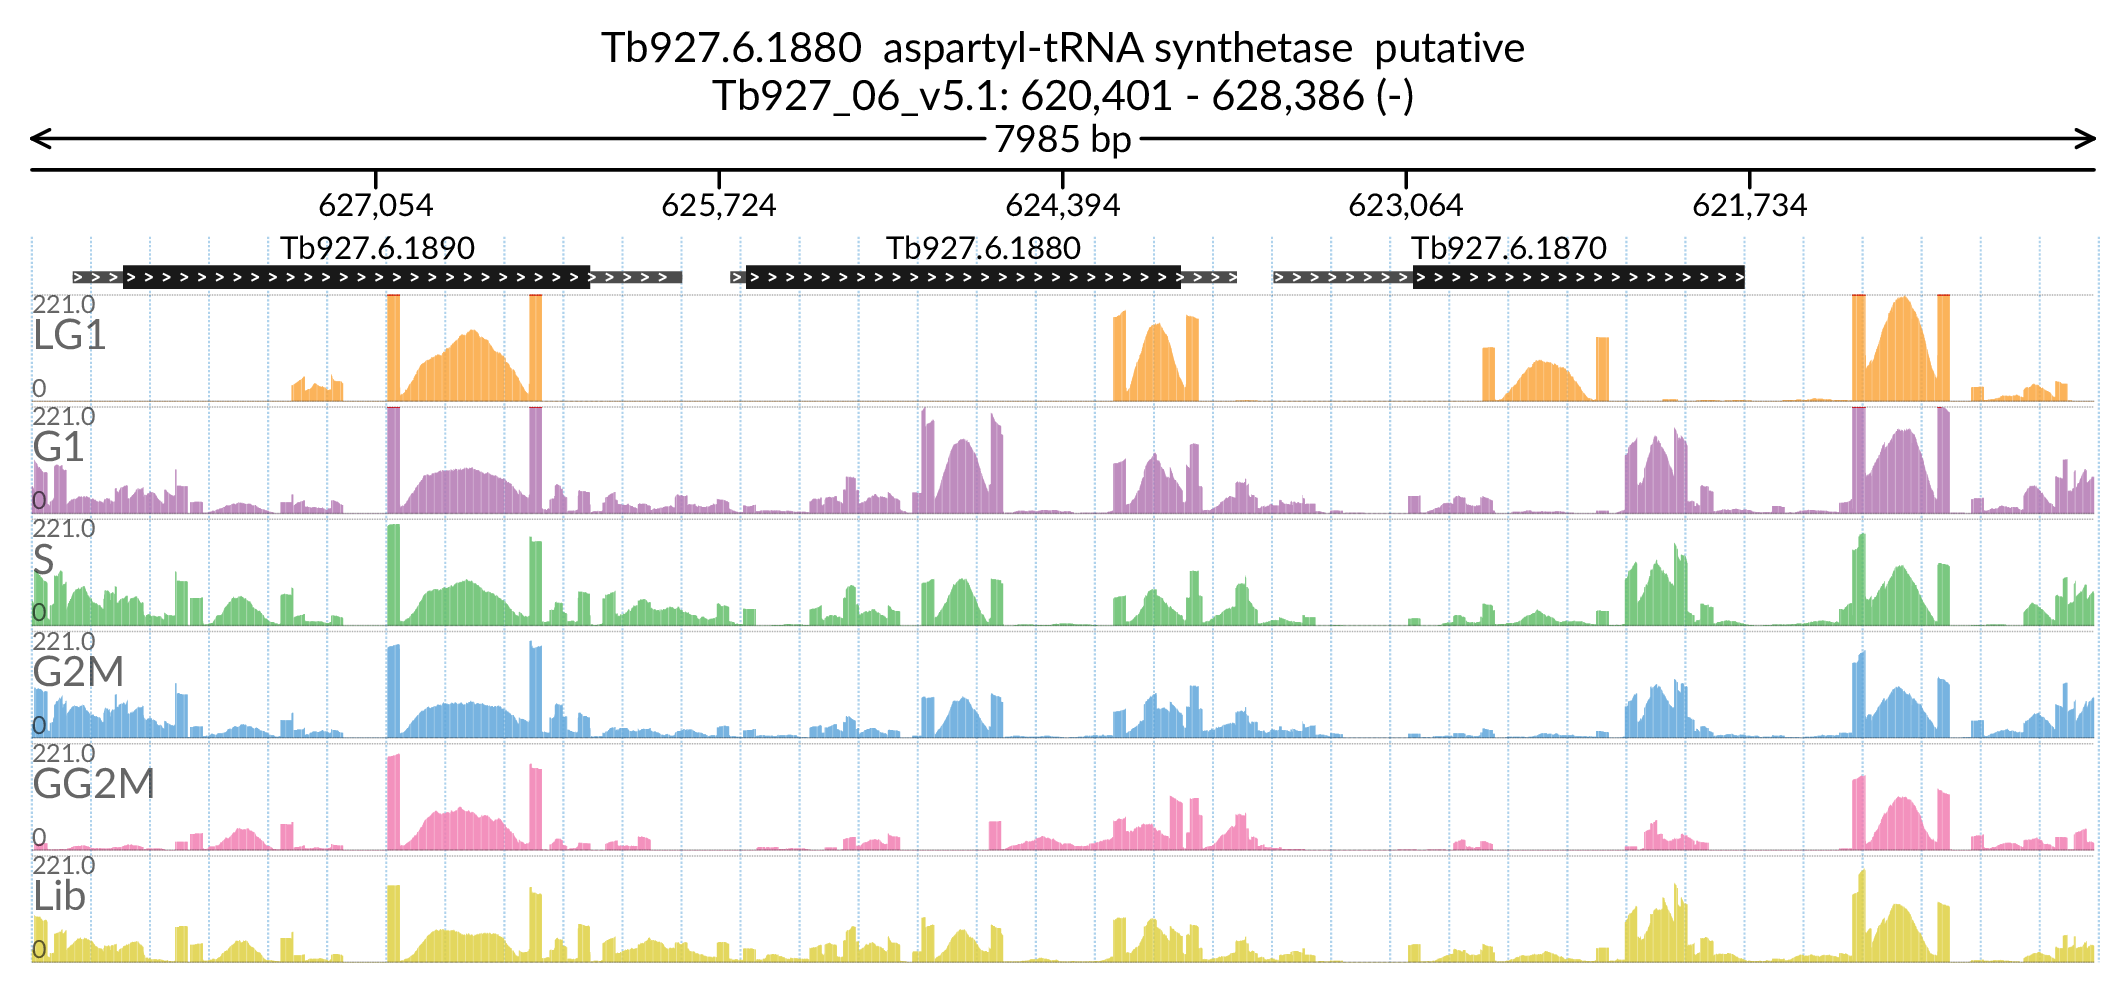 Tb927.6.1880 aspartyl-tRNA synthetase putative
Tb927_06_v5.1: 620,401 - 628,386 (-)
7985 bp
627,054 625,724 624,394 623,064 621,734
Tb927.6.1890 Tb927.6.1880 Tb927.6.1870
221.0
LG1
0
221.0
G1
0
221.0
S
0
221.0
G2M
0
221.0
GG2M
0
221.0
Lib
0